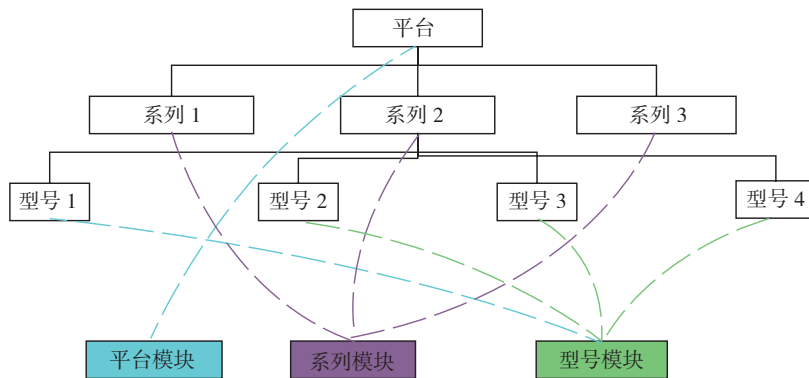 平台
系列 1
系列 2
系列 3
型号 1
型号 2
型号 3
型号 4
平台模块
系列模块
型号模块